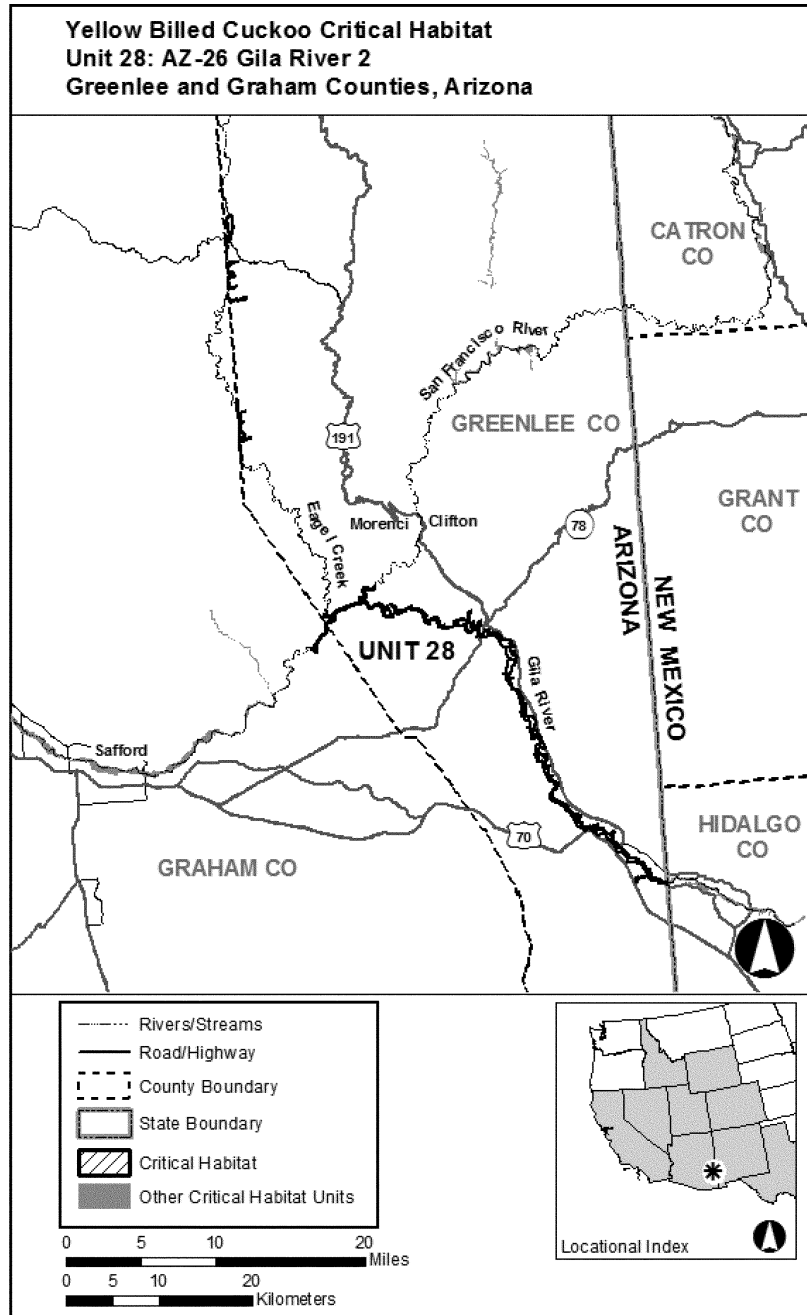 Yellow Billed Cuckoo Critical Habitat
Unit 28: AZ-26 Gila River 2
Greenlee and Graham Counties, Arizona
CATRON
CO
San Francisco River
GREENLEE CO
191
GRANT
CO
Eagel Creek
Morenci
Clifton
78
ARIZONA
NEW MEXICO
UNIT 28
Gila River
Safford
70
HIDALGO
CO
GRAHAM CO
Rivers/Streams
Road/Highway
County Boundary
State Boundary
Critical Habitat
Other Critical Habitat Units
0 5 10 20
Miles
0 5 10 20
Kilometers
Locational Index